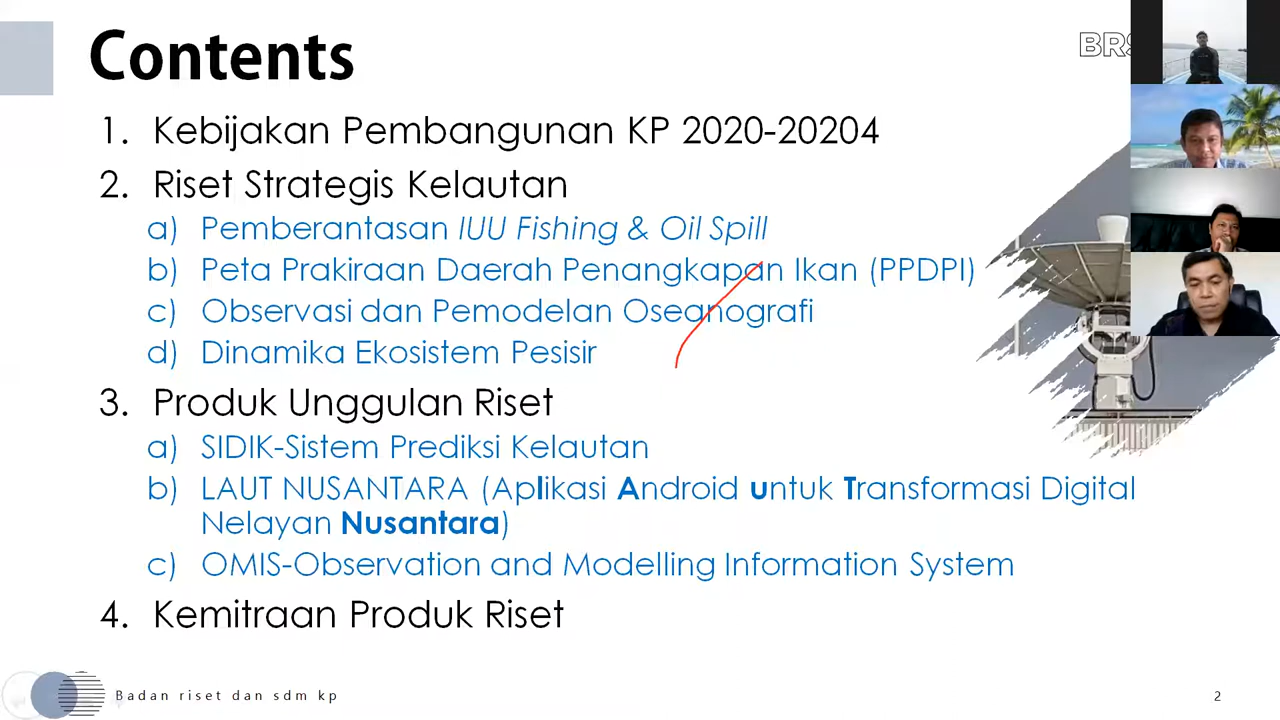 Contents
1. Kebijakan Pembangunan KP 2020-20204
2. Riset Strategis Kelautan
a) Pemberantasan IUU Fishing & Oil Spill
b) Peta Prakiraan Daerah Penangkapan Ikan (PPDPI)
c) Observasi dan Pemodelan Oseanografi
d) Dinamika Ekosistem Pesisir
3. Produk Unggulan Riset
a) SIDIK-Sistem Prediksi Kelautan
b) LAUT NUSANTARA (Aplikasi Android untuk Transformasi Digital
Nelayan Nusantara)
c) OMIS-Observation and Modelling Information System
4. Kemitraan Produk Riset
Badan riset dan sdm kp
2